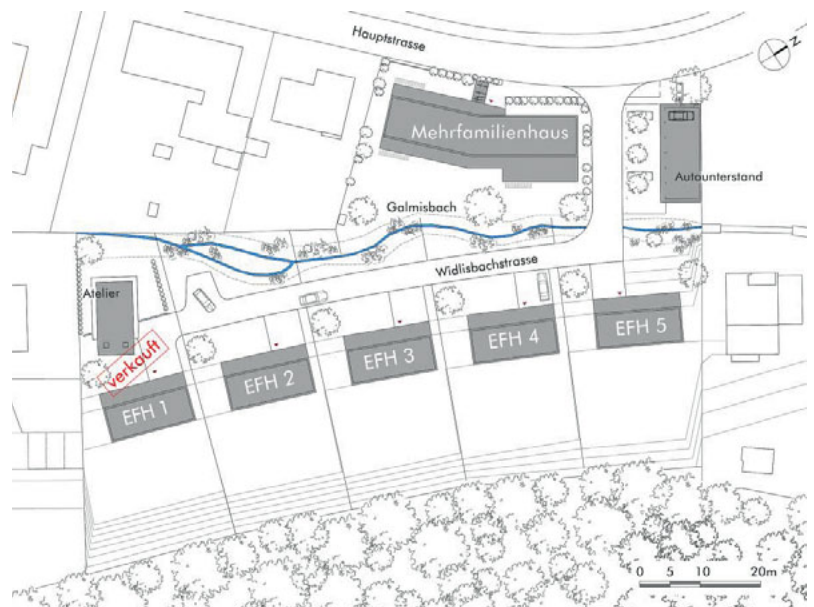 Hauptstrasse
N
Mehrfamilienhaus
Autounterstand
Galmisbach
Widlisbachstrasse
Atelier
verkauft
EFH 1
EFH 2
EFH 3
EFH 4
EFH 5
0 5 10 20m